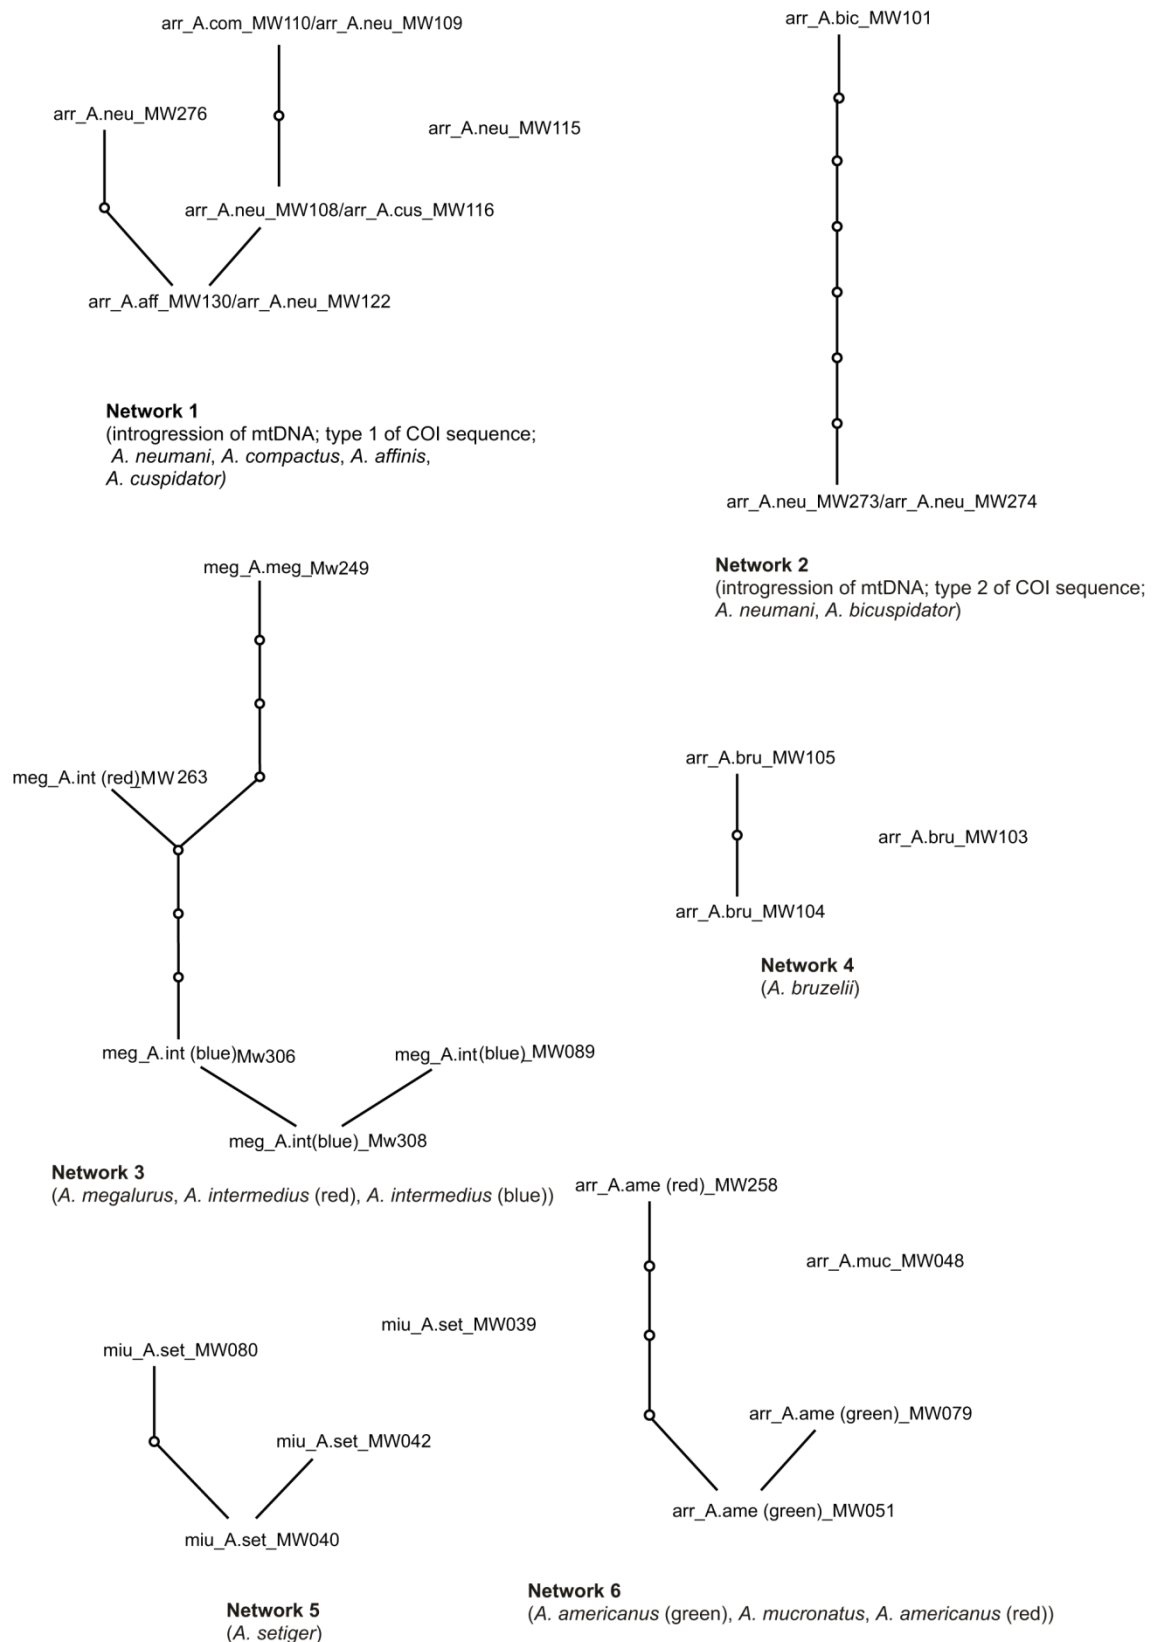 arr_A.com_MW110/arr_A.neu_MW109
arr_A.bic_MW101
arr_A.neu_MW276
arr_A.neu_MW115
arr_A.neu_MW108/arr_A.cus_MW116
arr_A.aff_MW130/arr_A.neu_MW122
Network 1
(introgression of mtDNA; type 1 of COI sequence;
A. neumani, A. compactus, A. affinis,
A. cuspidator)
arr_A.neu_MW273/arr_A.neu_MW274
Network 2
(introgression of mtDNA; type 2 of COI sequence;
A. neumani, A. bicuspidator)
meg_A.meg_Mw249
meg_A.int (red)_MW263
meg_A.int (blue)Mw306
meg_A.int(blue)_MW089
meg_A.int(blue)_Mw308
Network 3
(A. megalurus, A. intermedius (red), A. intermedius (blue))
arr_A.bru_MW105
arr_A.bru_MW103
arr_A.bru_MW104
Network 4
(A. bruzelii)
miu_A.set_MW039
miu_A.set_MW080
miu_A.set_MW042
miu_A.set_MW040
Network 5
(A. setiger)
arr_A.ame (red)_MW258
arr_A.muc_MW048
arr_A.ame (green)_MW079
arr_A.ame (green)_MW051
Network 6
(A. americanus (green), A. mucronatus, A. americanus (red))